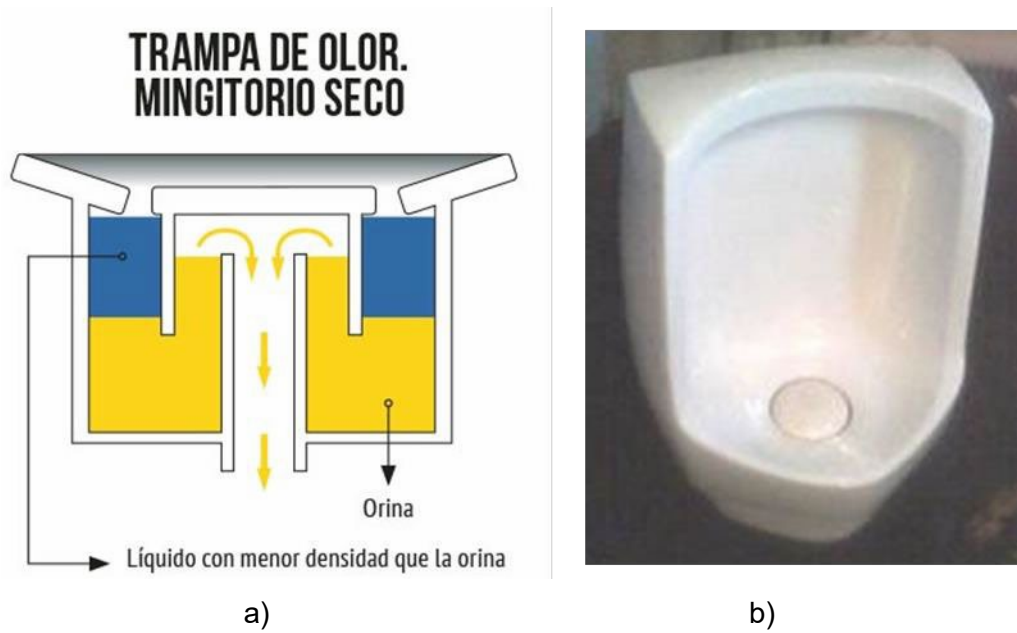 TRAMPA DE OLOR.
MINGITORIO SECO
Orina
Líquido con menor densidad que la orina
a)
b)